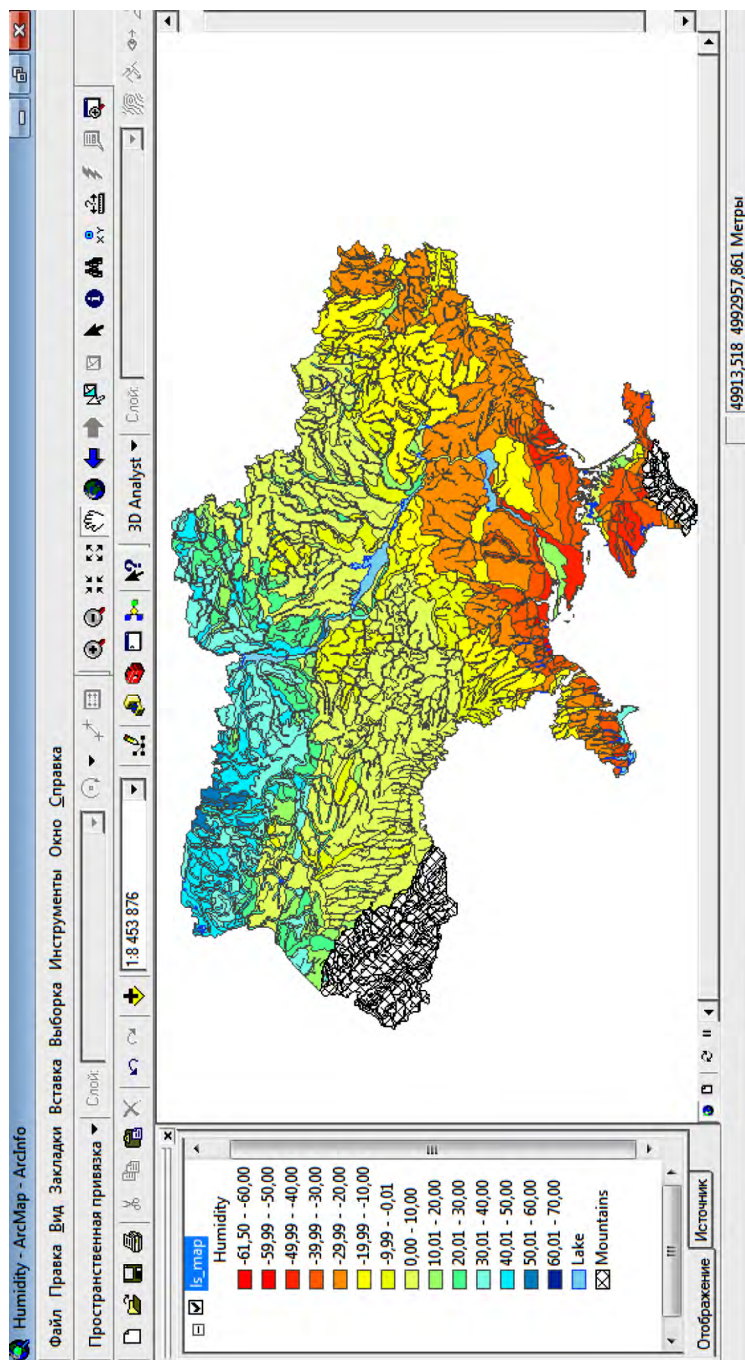 Humidity - ArcMap - ArcInfo
Файл Правка Вид Закладки Вставка Выборка Инструменты Окно Справка
Пространственная привязка Слой:
1:8 453 876
3D Analyst Слой:
ls_map
Humidity
-61,50 - -60,00
-59,99 - -50,00
-49,99 - -40,00
-39,99 - -30,00
-29,99 - -20,00
-19,99 - -10,00
-9,99 - -0,01
0,00 - 10,00
10,01 - 20,00
20,01 - 30,00
30,01 - 40,00
40,01 - 50,00
50,01 - 60,00
60,01 - 70,00
Lake
Mountains
Отображение Источник
49913,518 4992957,861 Метры